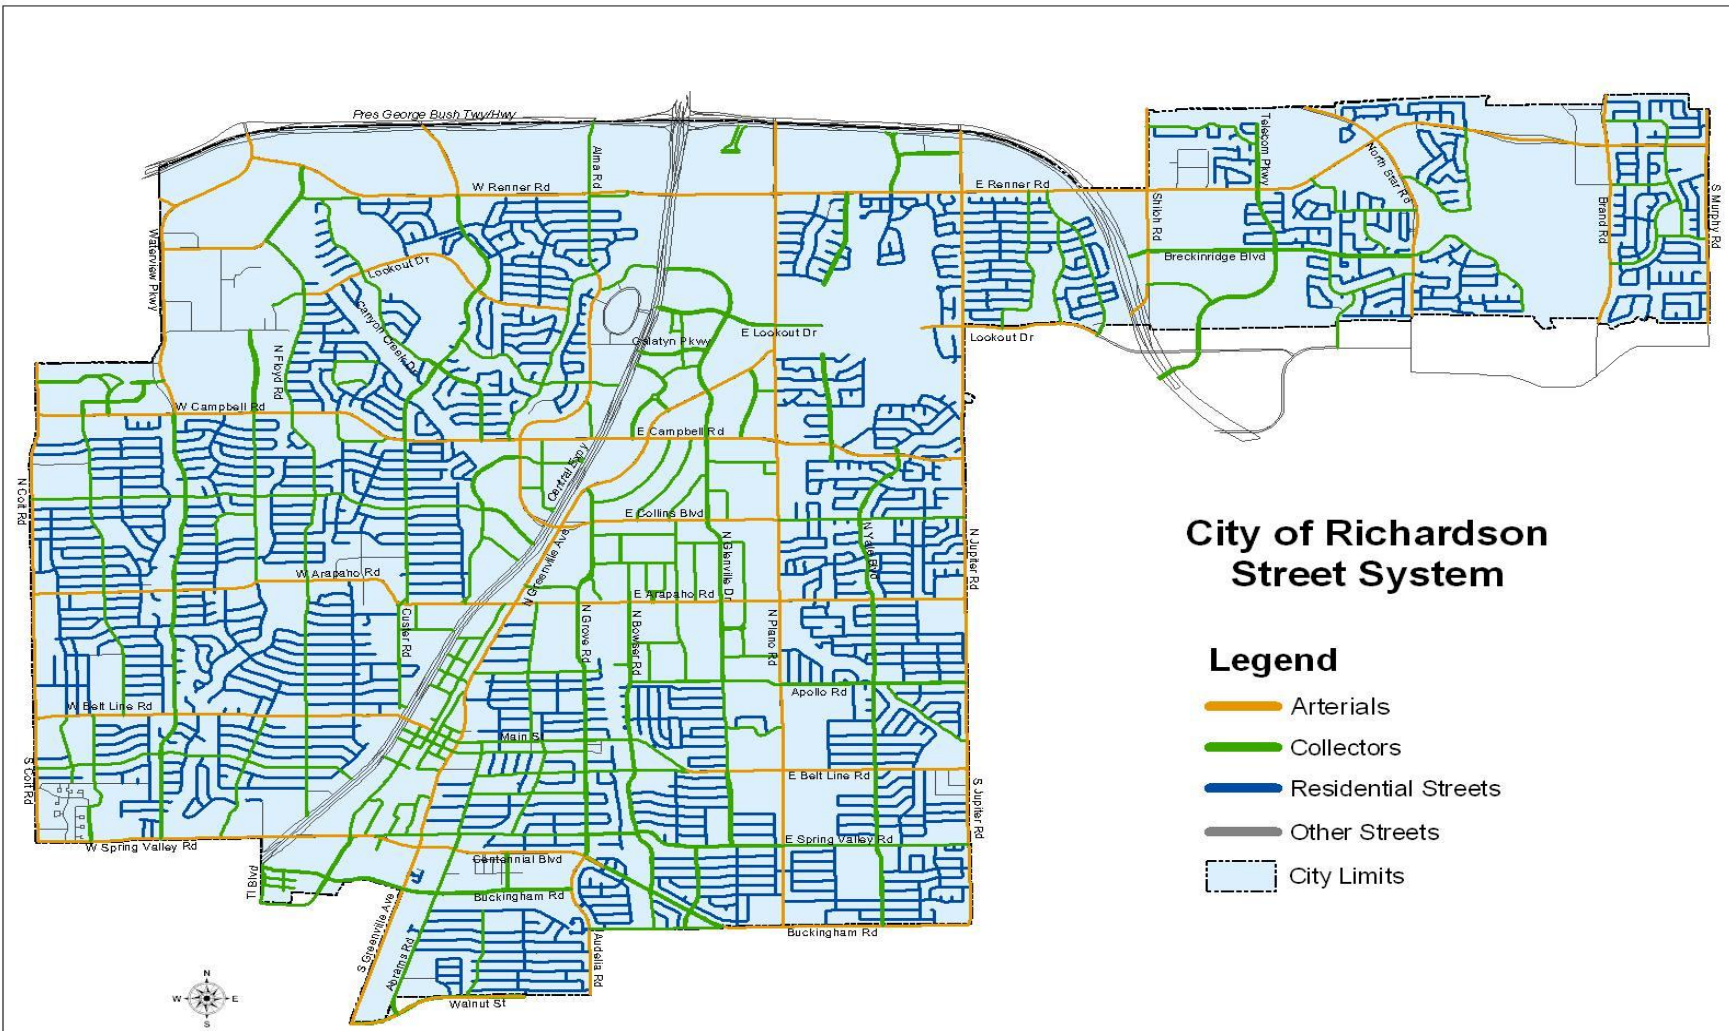 Pres George Bush Twy/Hwy
W Renner Rd
Alma Rd
E Renner Rd
Telecom Pkwy
North Star Rd
Shiloh Rd
Brand Rd
S Murphy Rd
Waterview Pkwy
Lookout Dr
Breckinridge Blvd
Canyon Creek Dr
E Lookout Dr
Lookout Dr
Galatyn Pkwy
N Floyd Rd
W Campbell Rd
E Campbell Rd
Central Expy
N Coit Rd
E Collins Blvd
N Greenville Ave
N Glenville Dr
N Yale Blvd
N Jupiter Rd
W Arapaho Rd
E Arapaho Rd
Custer Rd
N Grove Rd
N Bowser Rd
N Plano Rd
Apollo Rd
W Belt Line Rd
Main S
S Coit Rd
E Belt Line Rd
S Jupiter Rd
W Spring Valley Rd
E Spring Valley Rd
Centennial Blvd
TI Blvd
Buckingham Rd
Buckingham Rd
S Greenville Ave
Abrams Rd
Audelia Rd
Walnut St
N
W
E
S
City of Richardson
Street System
Legend
Arterials
Collectors
Residential Streets
Other Streets
City Limits